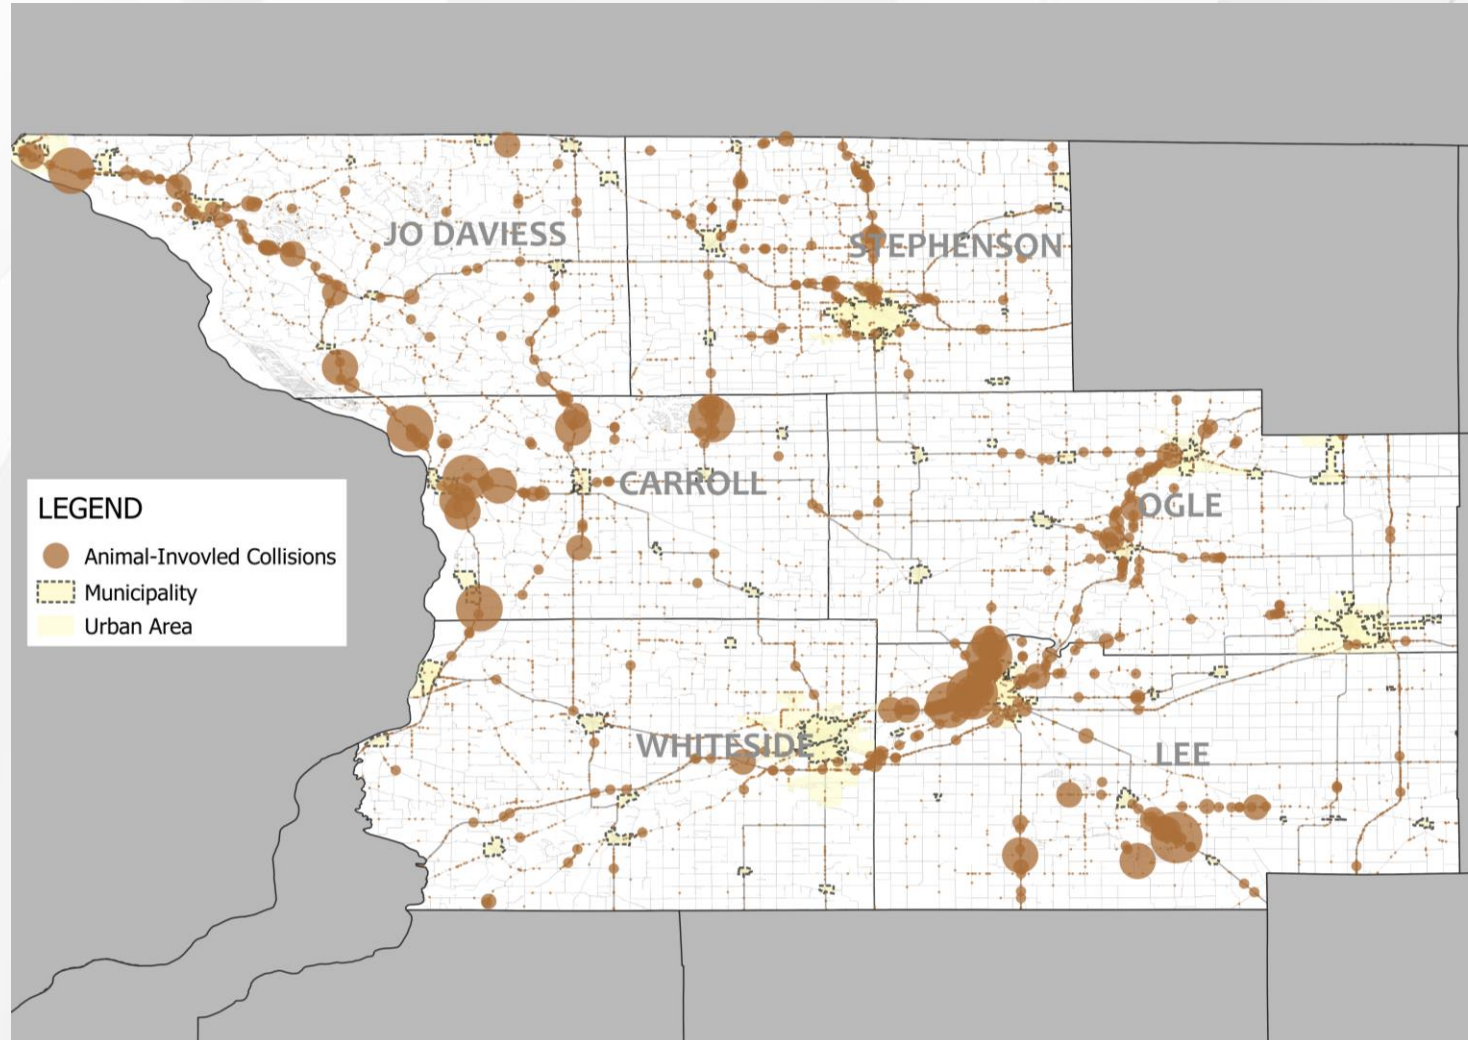 JO DAVIESS
STEPHENSON
CARROLL
OGLE
WHITESIDE
LEE
LEGEND
Animal-Invovled Collisions
Municipality
Urban Area